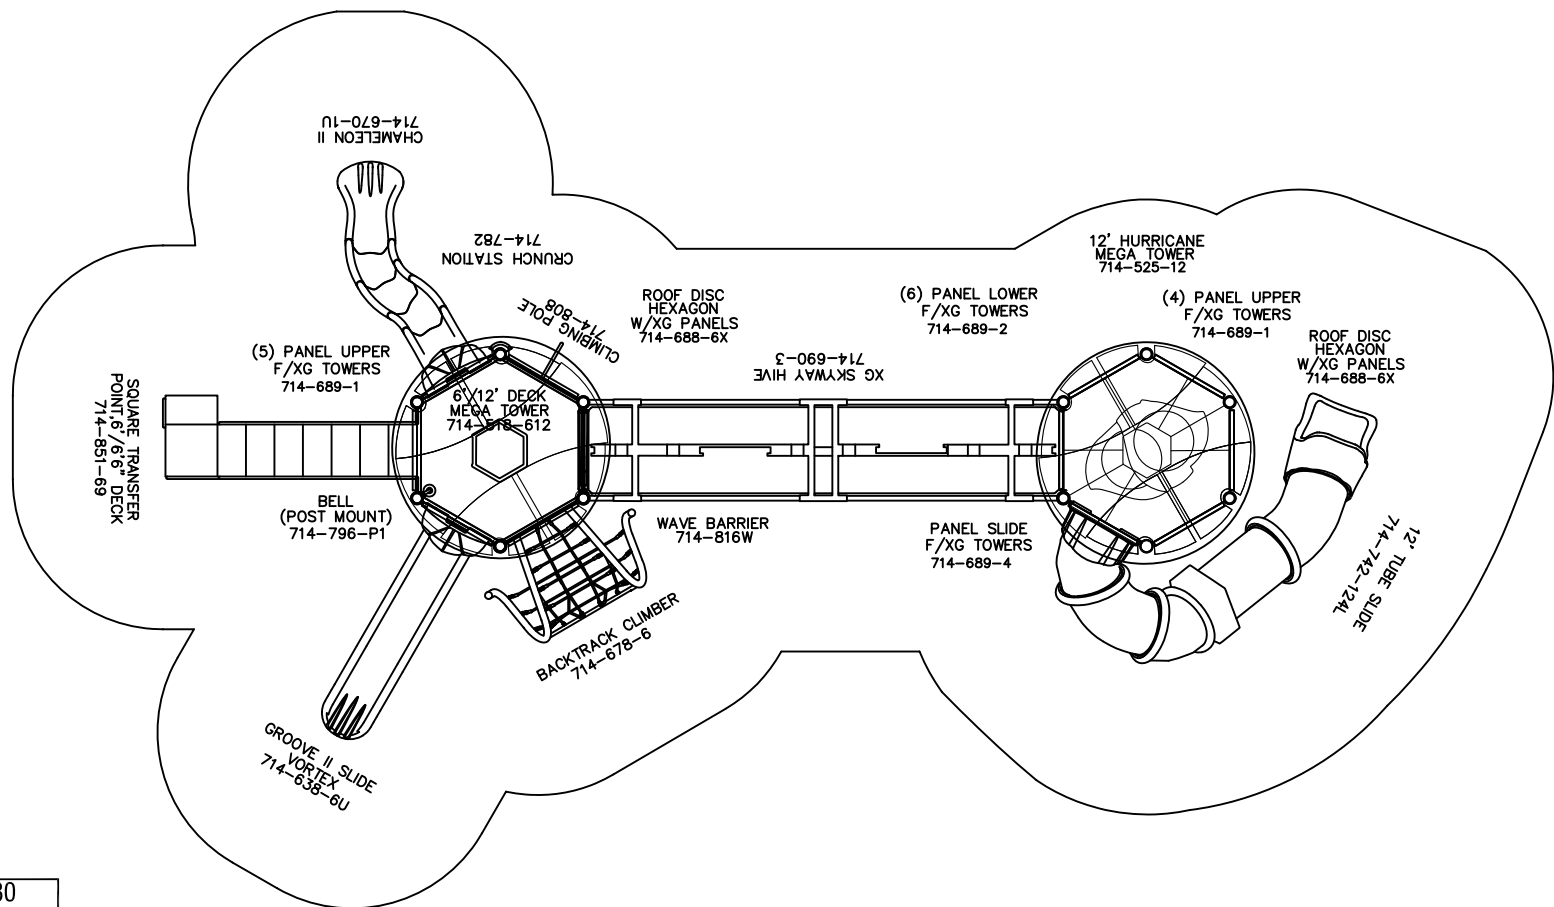 CHAMELEON II
714-670-1U
CRUNCH STATION
714-782
CLIMBING POLE
714-808
ROOF DISC
HEXAGON
W/XG PANELS
714-688-6X
(6) PANEL LOWER
F/XG TOWERS
714-689-2
12' HURRICANE
MEGA TOWER
714-525-12
(4) PANEL UPPER
F/XG TOWERS
714-689-1
ROOF DISC
HEXAGON
W/XG PANELS
714-688-6X
(5) PANEL UPPER
F/XG TOWERS
714-689-1
6'/12' DECK
MEGA TOWER
714-518-612
XG SKYWAY HIVE
714-690-3
SQUARE TRANSFER
POINT,6'/6'6" DECK
714-851-69
BELL
(POST MOUNT)
714-796-P1
WAVE BARRIER
714-816W
PANEL SLIDE
F/XG TOWERS
714-689-4
12' TUBE SLIDE
714-742-124L
BACKTRACK CLIMBER
714-678-6
GROOVE II SLIDE
VORTEX
714-638-6U